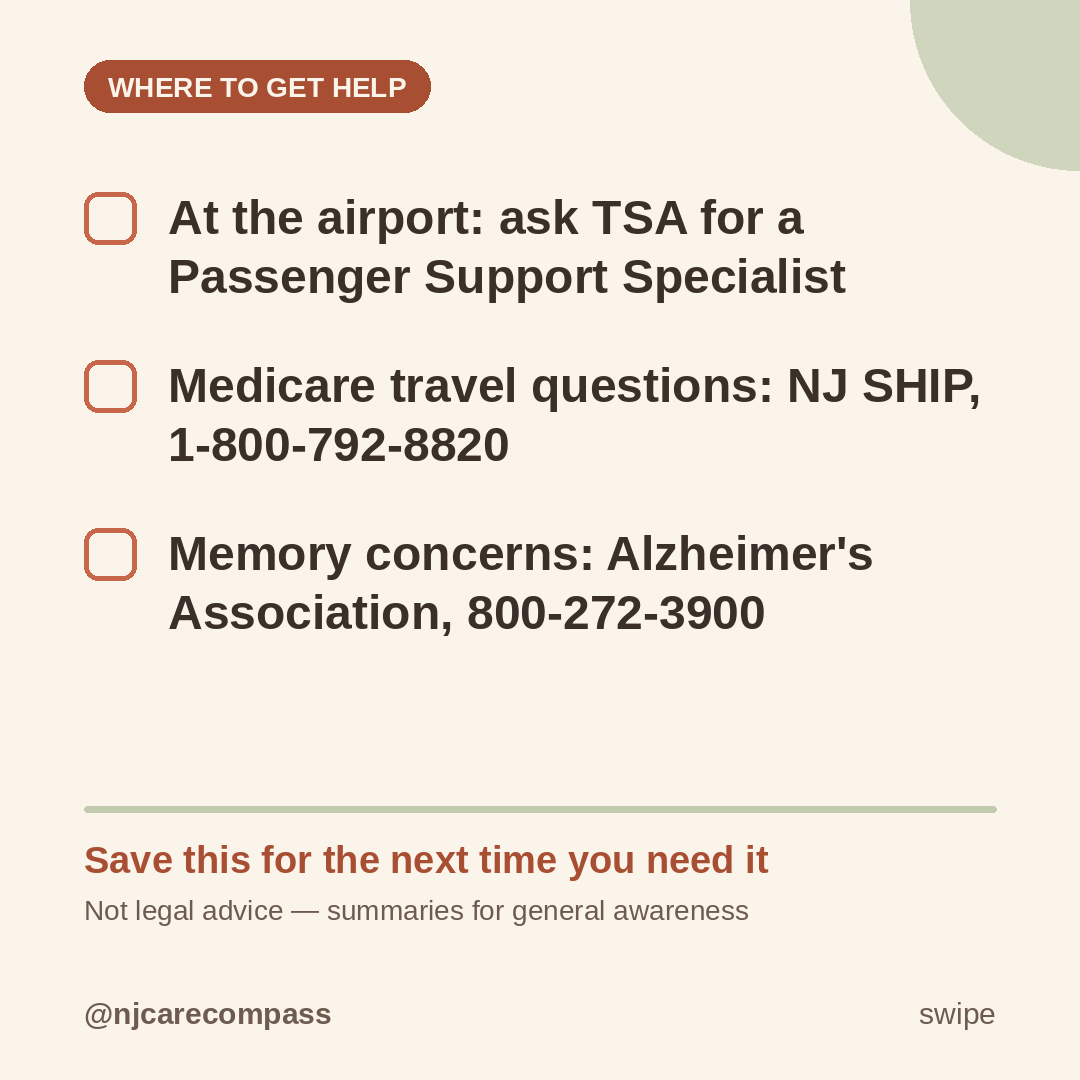 WHERE TO GET HELP
At the airport: ask TSA for a
Passenger Support Specialist
Medicare travel questions: NJ SHIP,
1-800-792-8820
Memory concerns: Alzheimer's
Association, 800-272-3900
Save this for the next time you need it
Not legal advice — summaries for general awareness
@njcarecompass
swipe